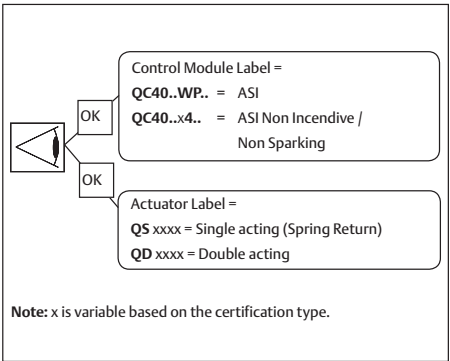 Control Module Label =
QC40..WP.. = ASI
QC40..x4.. = ASI Non Incendive /
Non Sparking
OK
OK
Actuator Label =
QS xxxx = Single acting (Spring Return)
QD xxxx = Double acting
Note: x is variable based on the certification type.